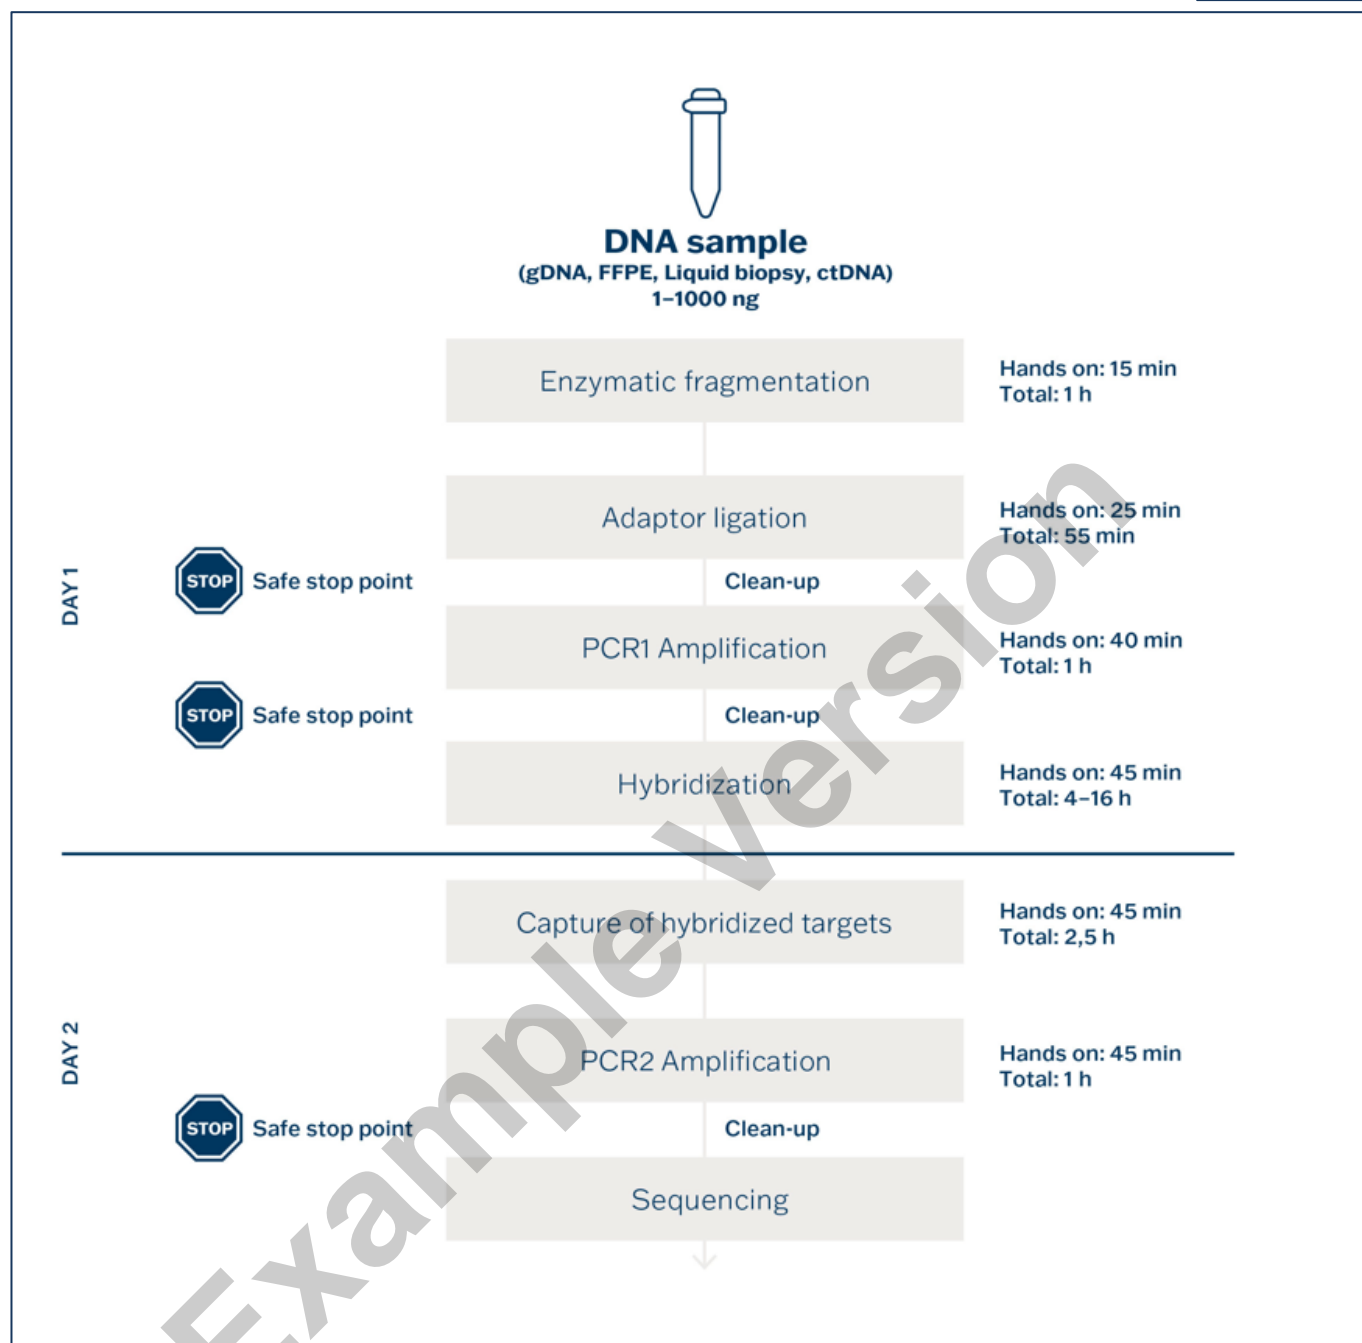 DNA sample
(gDNA, FFPE, Liquid biopsy, ctDNA)
1–1000 ng
Enzymatic fragmentation
Hands on: 15 min
Total: 1 h
DAY 1
Adaptor ligation
Hands on: 25 min
Total: 55 min
STOP
Safe stop point
Clean-up
PCR1 Amplification
Hands on: 40 min
Total: 1 h
STOP
Safe stop point
Clean-up
Hybridization
Hands on: 45 min
Total: 4–16 h
DAY 2
Capture of hybridized targets
Hands on: 45 min
Total: 2,5 h
PCR2 Amplification
Hands on: 45 min
Total: 1 h
STOP
Safe stop point
Clean-up
Sequencing
Example Version